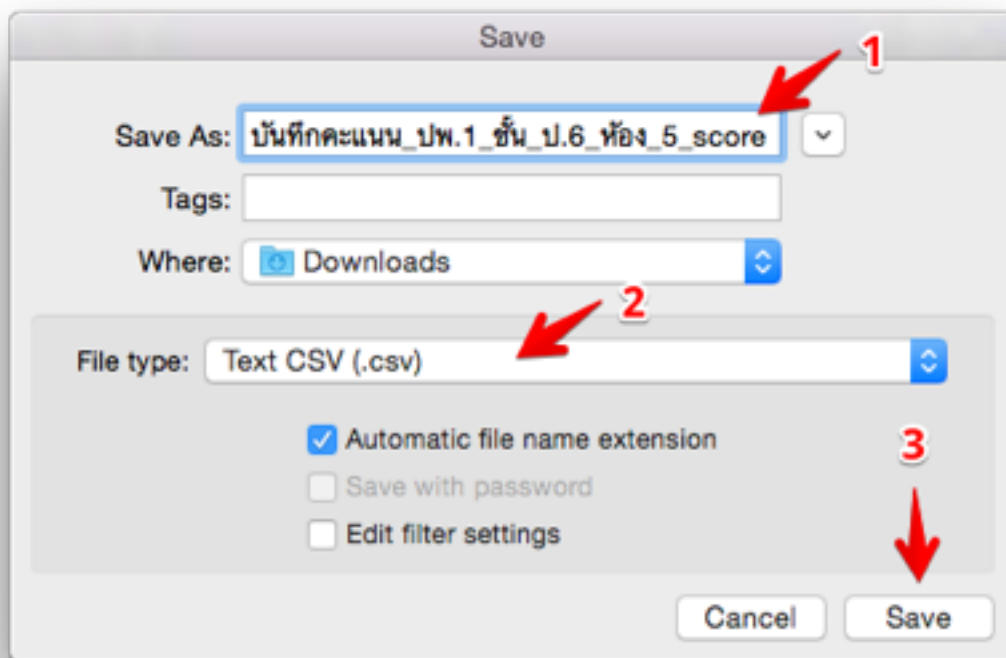 Save
1
Save As: บันทึกคะแนน_ปพ.1_ชั้น_ป.6_ห้อง_5_score
Tags:
Where: Downloads
2
File type: Text CSV (.csv)
Automatic file name extension
3
Save with password
Edit filter settings
Cancel Save